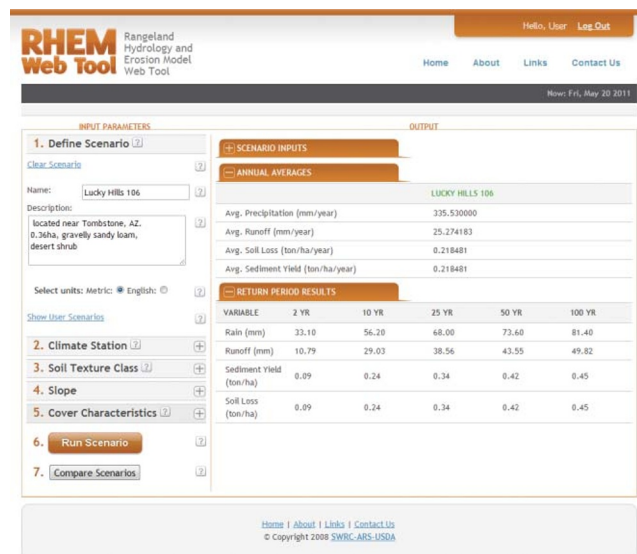 Hello, User Log Out
RHEM
Web Tool
Rangeland
Hydrology and
Erosion Model
Web Tool
Home About Links Contact Us
Now: Fri, May 20 2011
INPUT PARAMETERS
1. Define Scenario ?
Clear Scenario ?
Name: Lucky Hills 106 ?
Description: ?
located near Tombstone, AZ.
0.36ha, gravelly sandy loam,
desert shrub
Select units: Metric: English: ?
Show User Scenarios ?
2. Climate Station ?
3. Soil Texture Class ?
4. Slope
5. Cover Characteristics ?
6. Run Scenario ?
7. Compare Scenarios ?
OUTPUT
SCENARIO INPUTS
ANNUAL AVERAGES
LUCKY HILLS 106
Avg. Precipitation (mm/year) 335.530000
Avg. Runoff (mm/year) 25.274183
Avg. Soil Loss (ton/ha/year) 0.218481
Avg. Sediment Yield (ton/ha/year) 0.218481
RETURN PERIOD RESULTS
VARIABLE 2 YR 10 YR 25 YR 50 YR 100 YR
Rain (mm) 33.10 56.20 68.00 73.60 81.40
Runoff (mm) 10.79 29.03 38.56 43.55 49.82
Sediment Yield
(ton/ha) 0.09 0.24 0.34 0.42 0.45
Soil Loss
(ton/ha) 0.09 0.24 0.34 0.42 0.45
Home | About | Links | Contact Us
© Copyright 2008 SWRC-ARS-USDA